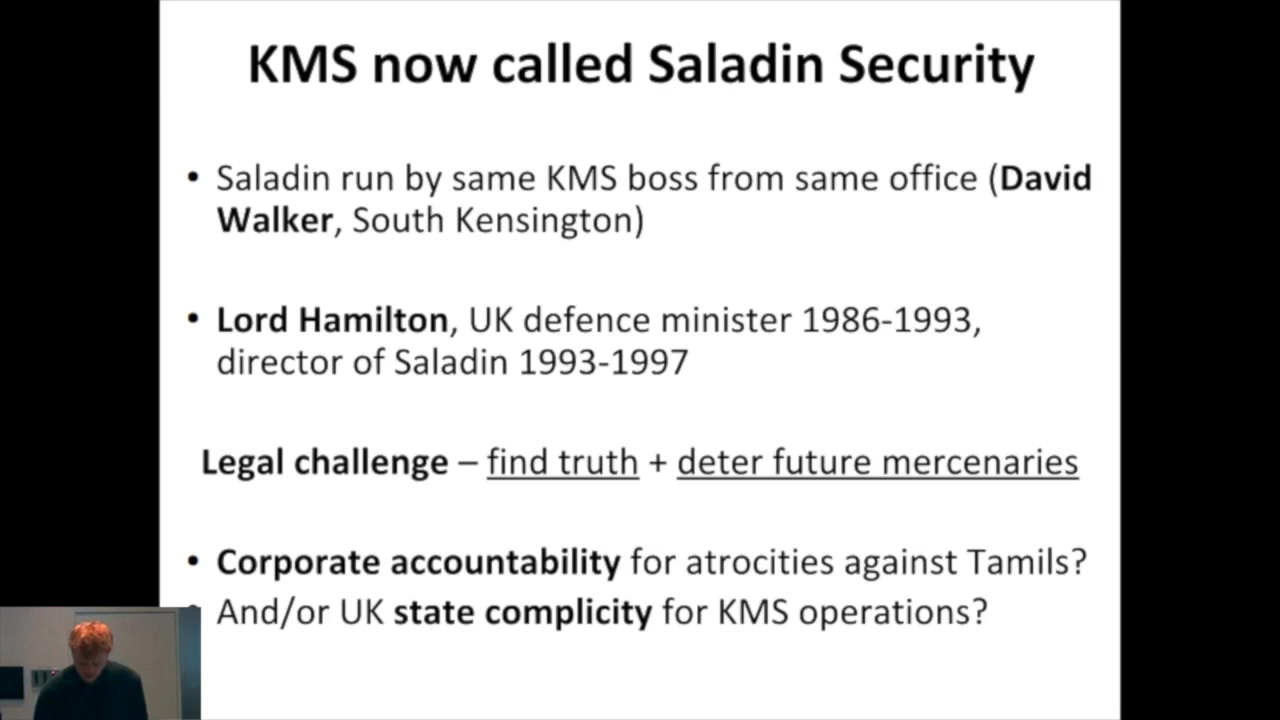 KMS now called Saladin Security
• Saladin run by same KMS boss from same office (David
Walker, South Kensington)
• Lord Hamilton, UK defence minister 1986-1993,
director of Saladin 1993-1997
Legal challenge – find truth + deter future mercenaries
• Corporate accountability for atrocities against Tamils?
• And/or UK state complicity for KMS operations?